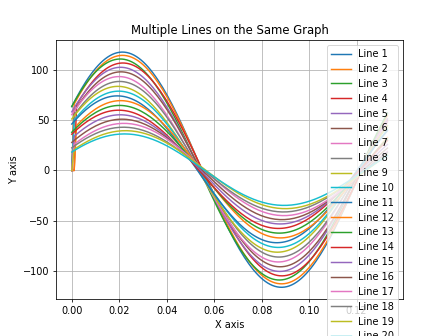 Multiple Lines on the Same Graph
Y axis
100
50
0
−50
−100
0.00
0.02
0.04
0.06
0.08
0.10
X axis
Line 1
Line 2
Line 3
Line 4
Line 5
Line 6
Line 7
Line 8
Line 9
Line 10
Line 11
Line 12
Line 13
Line 14
Line 15
Line 16
Line 17
Line 18
Line 19
Line 20